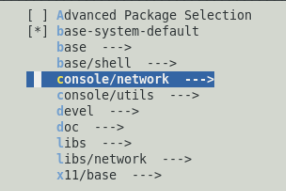 [ ] Advanced Package Selection
[*] base-system-default
base --->
base/shell --->
console/network --->
console/utils --->
devel --->
doc --->
libs --->
libs/network --->
x11/base --->